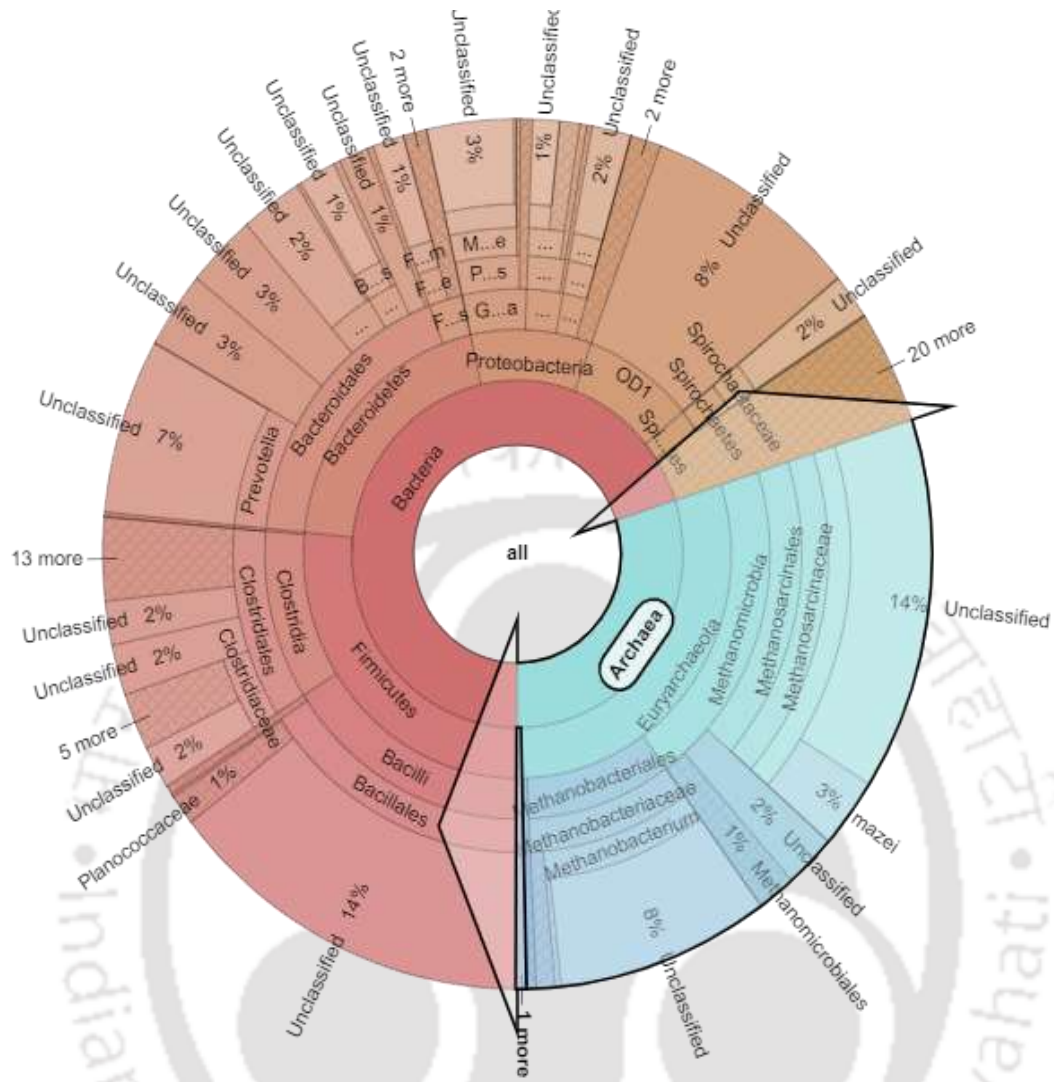 Unclassified
2 more
Unclassified
Unclassified
Unclassified
2 more
Unclassified
Unclassified
Unclassified
Unclassified
Unclassified
Unclassified
Unclassified
3%
1%
2%
1%
1%
1%
2%
3%
3%
7%
8%
2%
Unclassified
Unclassified
20 more
M...e
P...s
G...a
...
...
...
...
...
...
Proteobacteria
OD1
Spirochaetes
Spirochaetaceae
Bacteroidales
Bacteroidetes
Prevotella
Bacteria
all
Archaea
Euryarchaeota
Methanomicrobia
Methanosarcinales
Methanosarcinaceae
14%
Unclassified
3%
mazei
2%
Unclassified
1%
Methanomicrobiales
Methanobacteriales
Methanobacteriaceae
Methanobacterium
8%
Unclassified
1 more
13 more
Unclassified 2%
Unclassified 2%
5 more
Unclassified 2%
Planococcaceae 1%
Clostridia
Clostridiales
Clostridiaceae
Firmicutes
Bacilli
Bacillales
14%
Unclassified